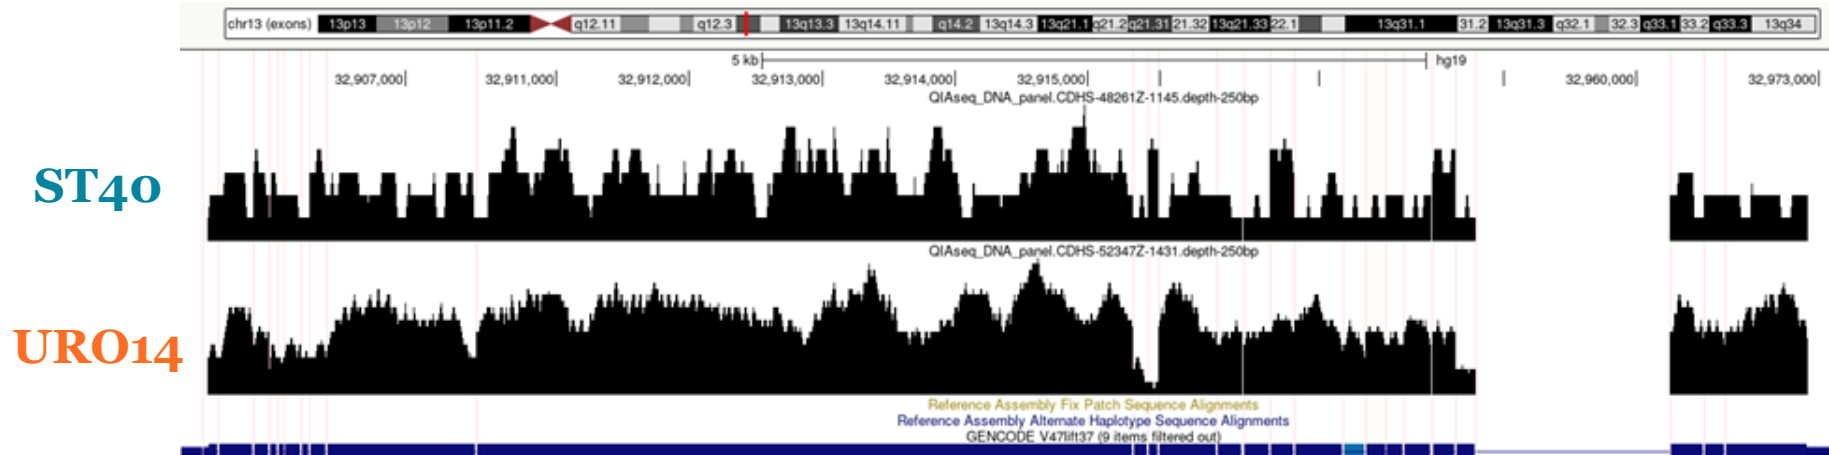 chr13 (exons) 13p13 13p12 13p11.2 q12.11 q12.3 13q13.3 13q14.11 q14.2 13q14.3 13q21.1 q21.2 q21.31 21.32 13q21.33 22.1 13q31.1 31.2 13q31.3 q32.1 32.3 q33.1 33.2 q33.3 13q34
5 kb hg19
32,907,000 32,911,000 32,912,000 32,913,000 32,914,000 32,915,000 32,960,000 32,973,000
QIAseq_DNA_panel.CDHS-48261Z-1145.depth-250bp
ST40
QIAseq_DNA_panel.CDHS-52347Z-1431.depth-250bp
URO14
Reference Assembly Fix Patch Sequence Alignments
Reference Assembly Alternate Haplotype Sequence Alignments
GENCODE V47lift37 (9 items filtered out)